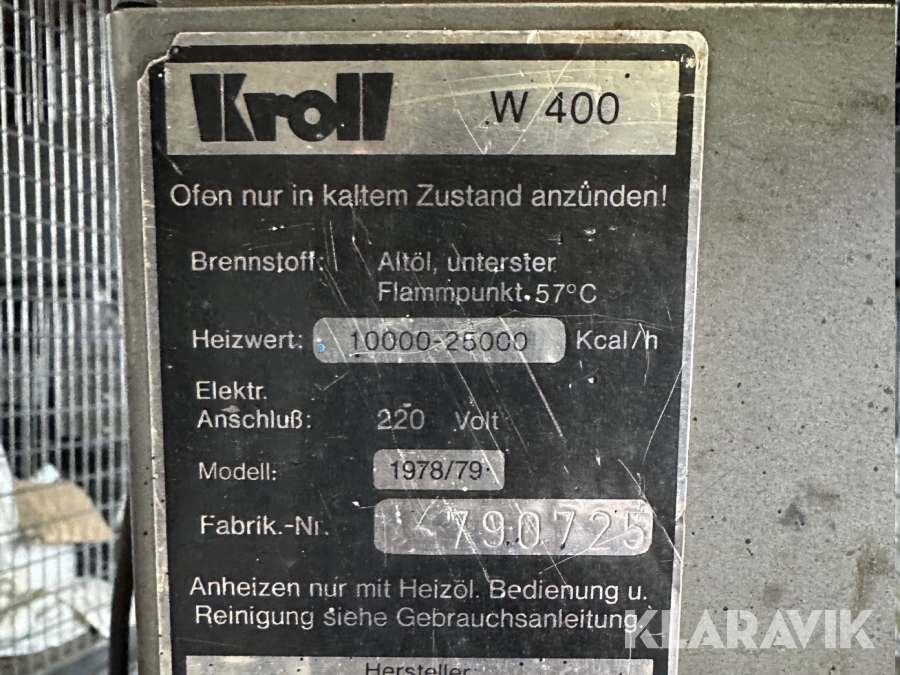 Kroll
W 400
Ofen nur in kaltem Zustand anzünden!
Brennstoff: Altöl, unterster
Flammpunkt 57°C
Heizwert: 10000-25000 Kcal/h
Elektr.
Anschluß: 220 Volt
Modell: 1978/79
Fabrik.-Nr. 790725
Anheizen nur mit Heizöl. Bedienung u.
Reinigung siehe Gebrauchsanleitung.
Hersteller
KLARAVIK